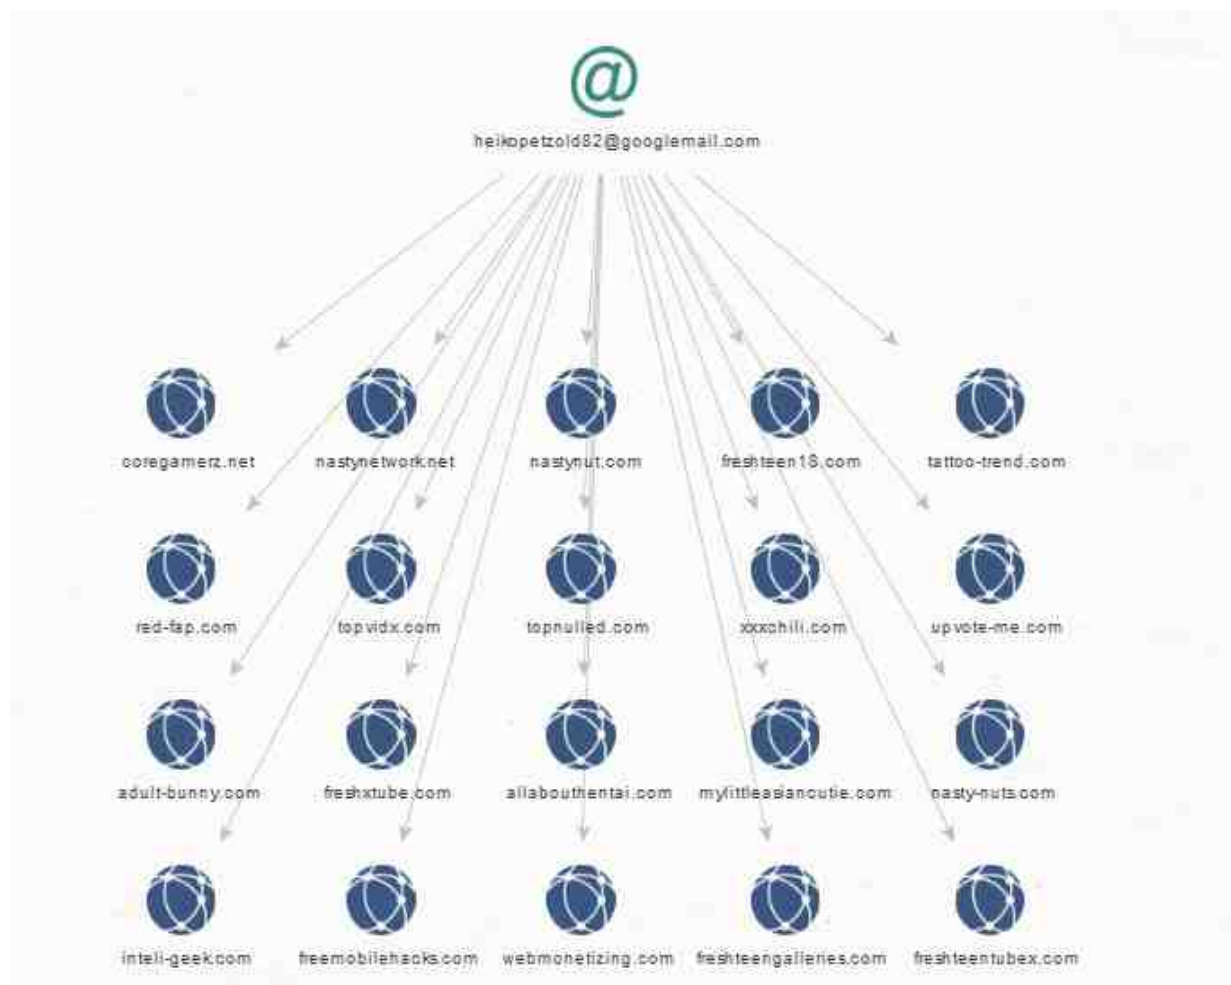 @
heikopetzold82@googlemail.com
coregamerz.net nastynetwork.net nastynut.com freshteen18.com tattoo-trend.com
red-fap.com topvidx.com topnulled.com xxxchili.com upvote-me.com
adult-bunny.com freshxtube.com allabouthentai.com mylittleasiancutie.com nasty-nuts.com
inteli-geek.com freemobilehacks.com webmonetizing.com freshteengalleries.com freshteentubex.com